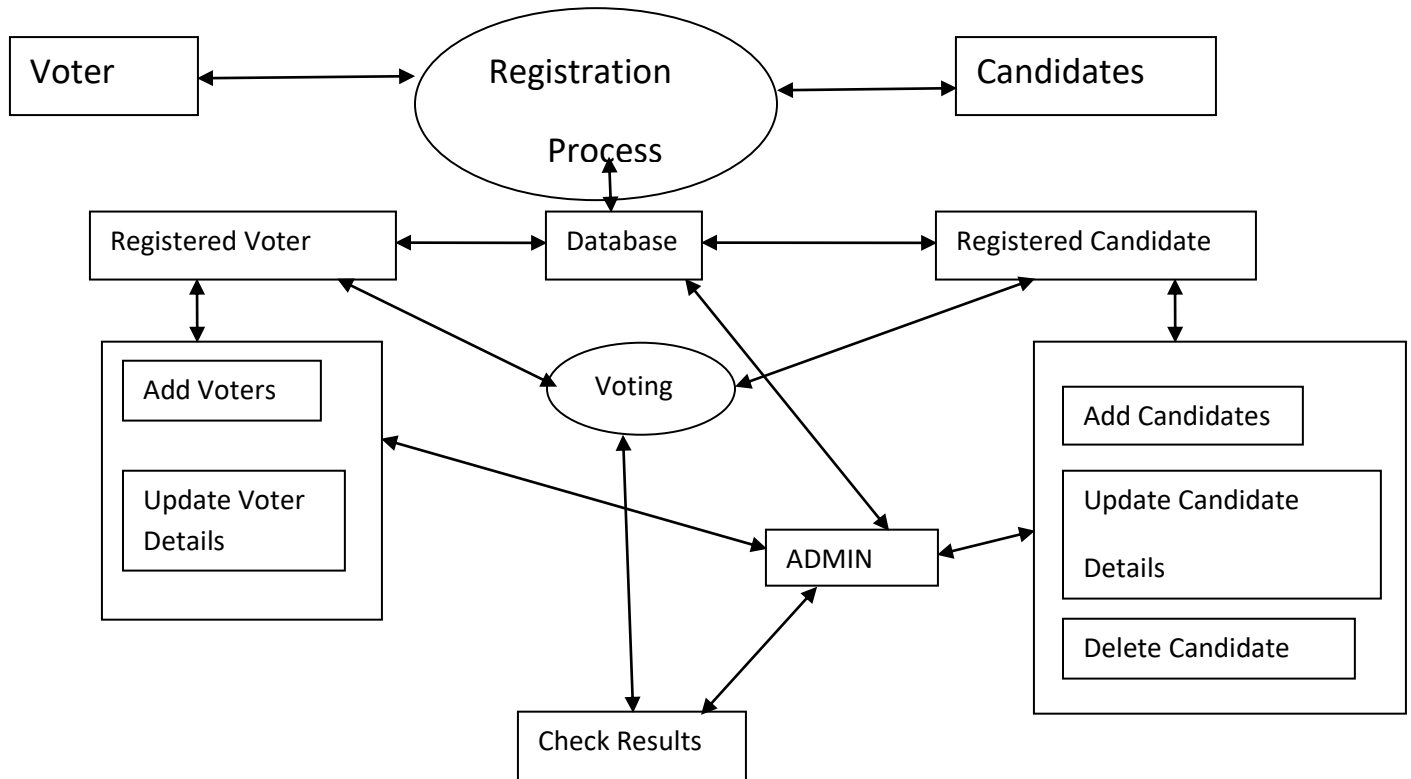 Voter
Registration
Process
Candidates
Registered Voter
Database
Registered Candidate
Add Voters
Update Voter
Details
Voting
ADMIN
Add Candidates
Update Candidate
Details
Delete Candidate
Check Results